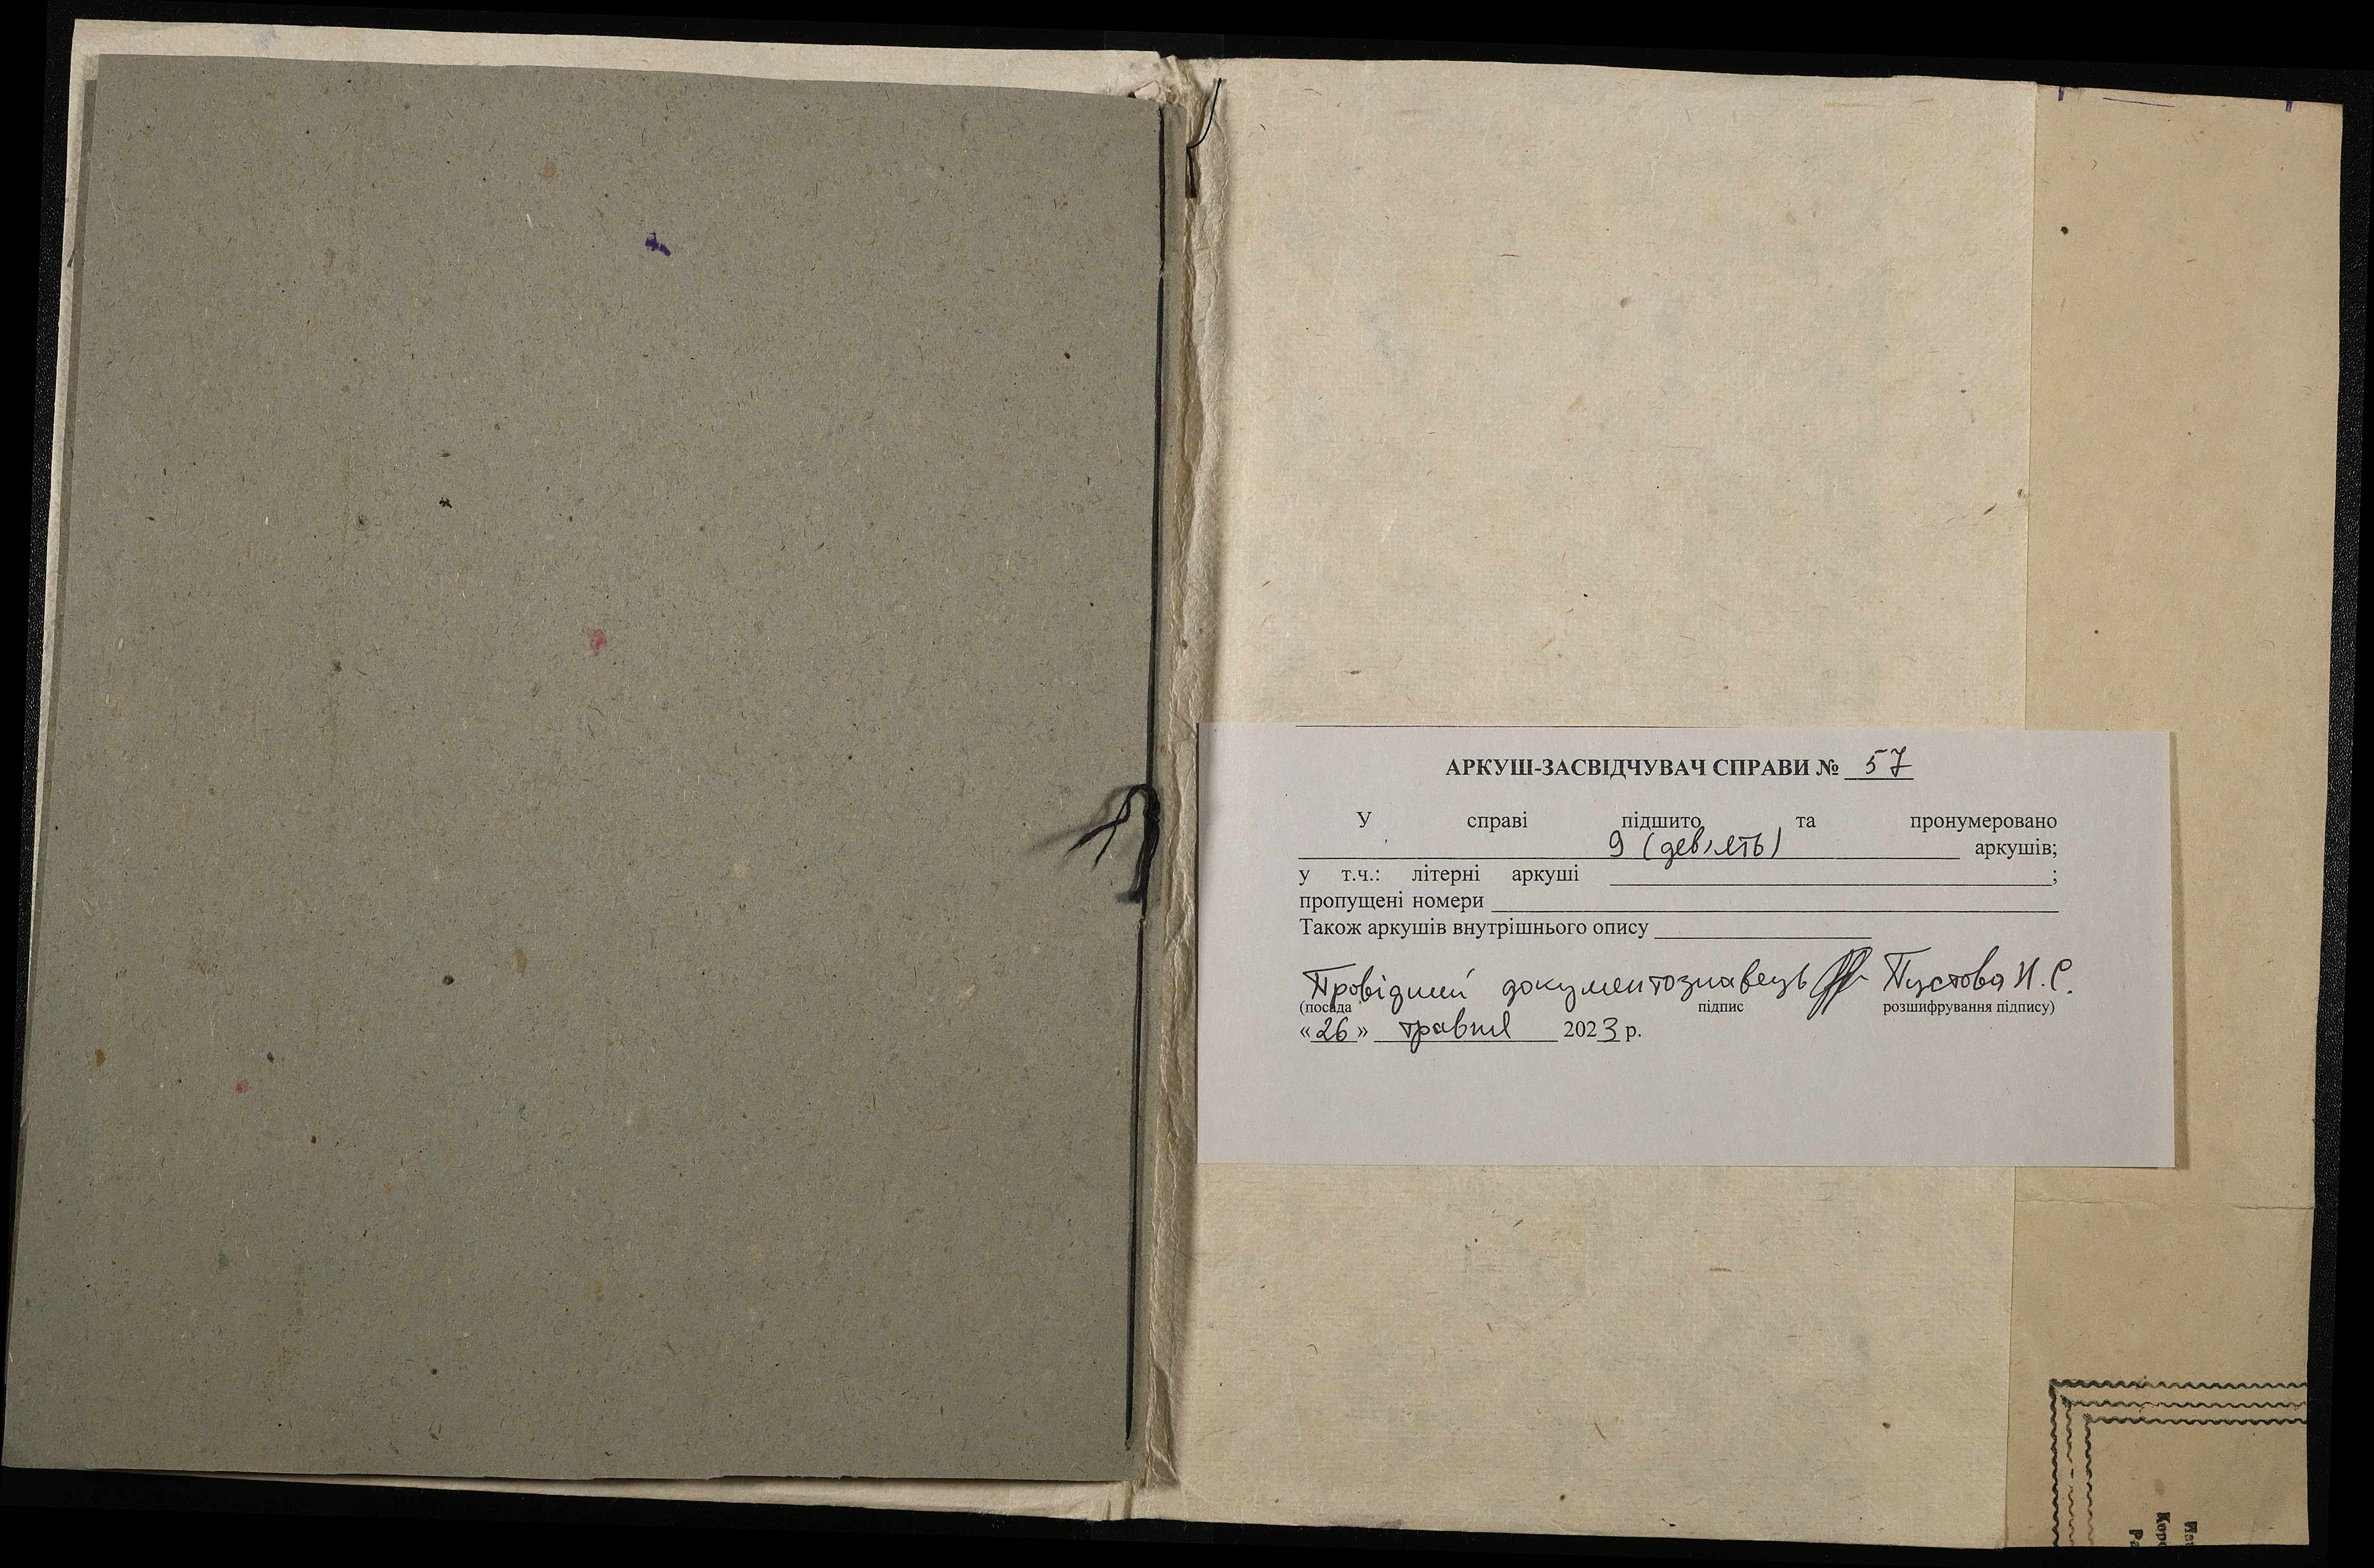 АРКУШ-ЗАСВІДЧУВАЧ СПРАВИ № 57
У справі підшито та пронумеровано
9 (дев'ять) аркушів;
у т.ч.: літерні аркуші ;
пропущені номери
Також аркушів внутрішнього опису
Провідний документознавець Пустова Н.С.
(посада підпис розшифрування підпису)
«26» травня 2023 р.